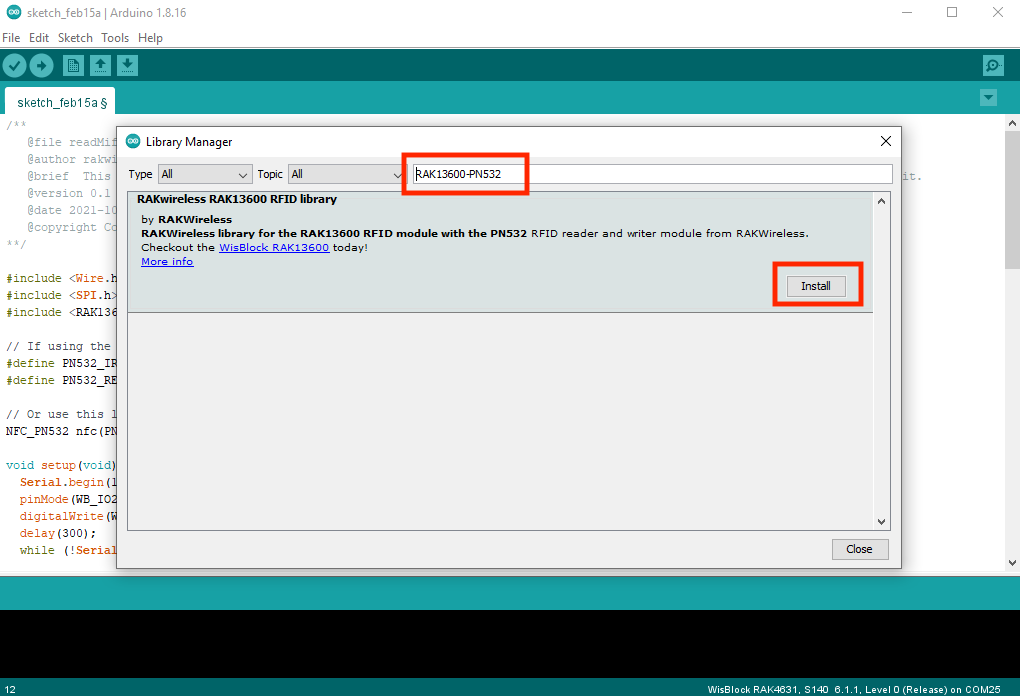 sketch_feb15a | Arduino 1.8.16
File Edit Sketch Tools Help
sketch_feb15a §
/**
@file readMif
@author rakwi
@brief This
it.
@version 0.1
@date 2021-10
@copyright Co
**/
#include <Wire.h
#include <SPI.h>
#include <RAK136
// If using the
#define PN532_IR
#define PN532_RE
// Or use this l
NFC_PN532 nfc(PN
void setup(void)
Serial.begin(1
pinMode(WB_IO2
digitalWrite(W
delay(300);
while (!Serial
Library Manager
Type All Topic All RAK13600-PN532
RAKwireless RAK13600 RFID library
by RAKWireless
RAKWireless library for the RAK13600 RFID module with the PN532 RFID reader and writer module from RAKWireless.
Checkout the WisBlock RAK13600 today!
More info
Install
Close
12
WisBlock RAK4631, S140 6.1.1, Level 0 (Release) on COM25